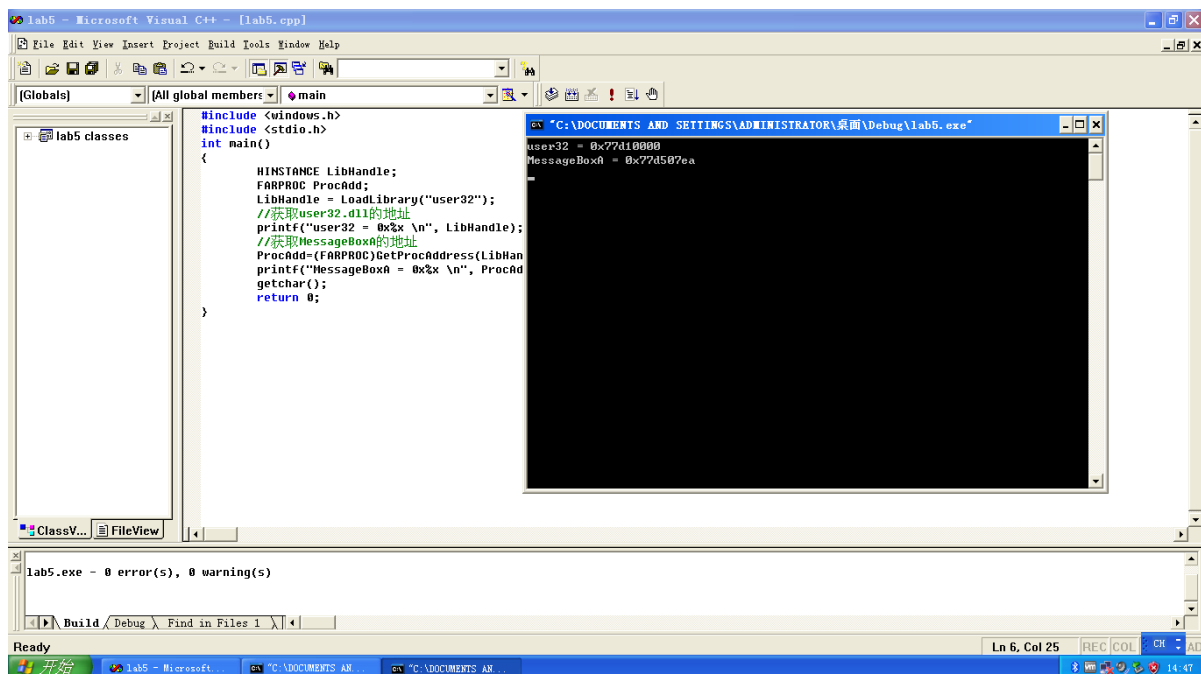 lab5 - Microsoft Visual C++ - [lab5.cpp]
File Edit View Insert Project Build Tools Window Help
(Globals) (All global members main
lab5 classes
#include <windows.h>
#include <stdio.h>
int main()
{
HINSTANCE LibHandle;
FARPROC ProcAdd;
LibHandle = LoadLibrary("user32");
//获取user32.dll的地址
printf("user32 = 0x%x \n", LibHandle);
//获取MessageBoxA的地址
ProcAdd=(FARPROC)GetProcAddress(LibHan
printf("MessageBoxA = 0x%x \n", ProcAd
getchar();
return 0;
}
"C:\DOCUMENTS AND SETTINGS\ADMINISTRATOR\桌面\Debug\lab5.exe"
user32 = 0x77d10000
MessageBoxA = 0x77d507ea
ClassV... FileView
lab5.exe - 0 error(s), 0 warning(s)
Build Debug Find in Files 1
Ready Ln 6, Col 25 REC COL CH AD
开始 lab5 - Microsoft... "C:\DOCUMENTS AN... "C:\DOCUMENTS AN... 14:47